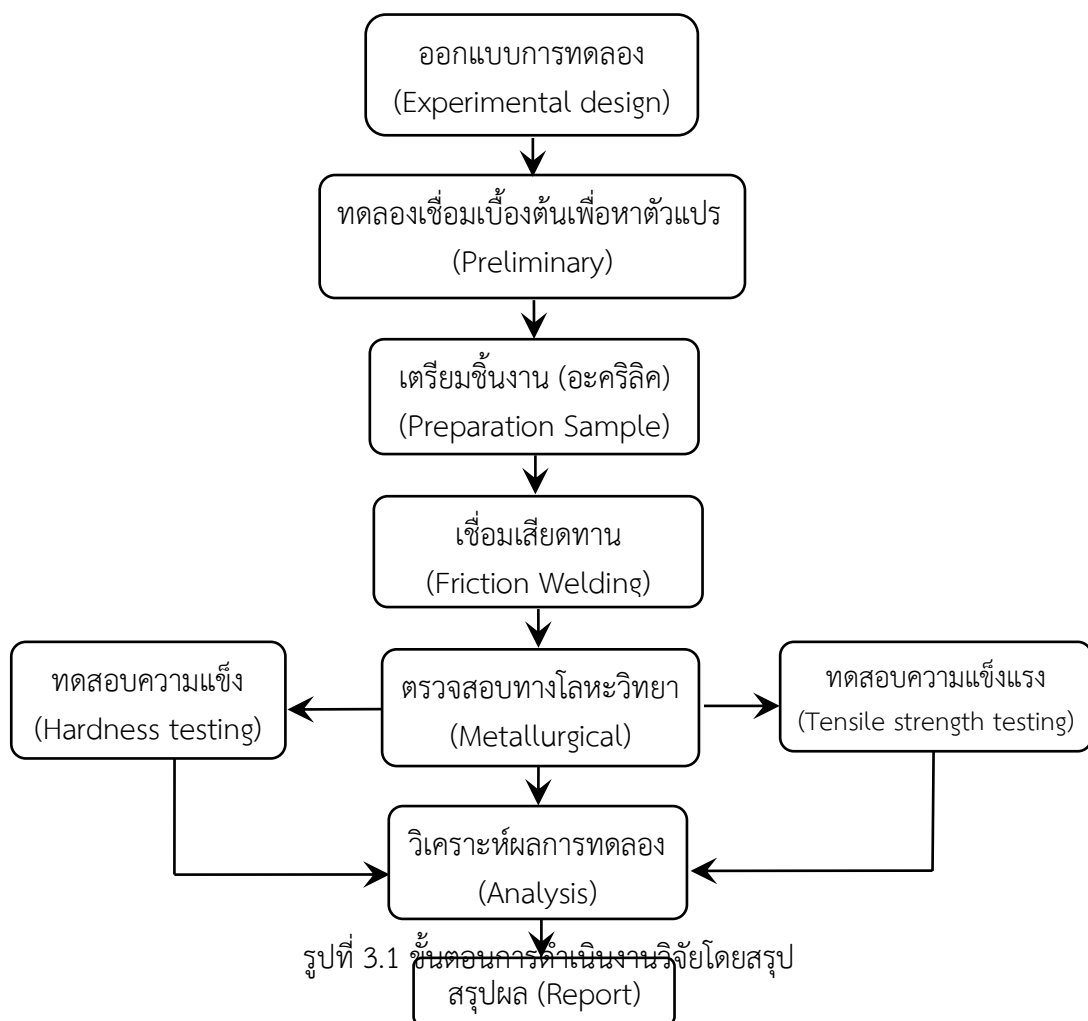 ออกแบบการทดลอง
(Experimental design)
ทดลองเชื่อมเบื้องต้นเพื่อหาตัวแปร
(Preliminary)
เตรียมชิ้นงาน (อะคริลิค)
(Preparation Sample)
เชื่อมเสียดทาน
(Friction Welding)
ทดสอบความแข็ง
(Hardness testing)
ตรวจสอบทางโลหะวิทยา
(Metallurgical)
ทดสอบความแข็งแรง
(Tensile strength testing)
วิเคราะห์ผลการทดลอง
(Analysis)
รูปที่ 3.1 ขั้นตอนการดำเนินงานวิจัยโดยสรุป
สรุปผล (Report)